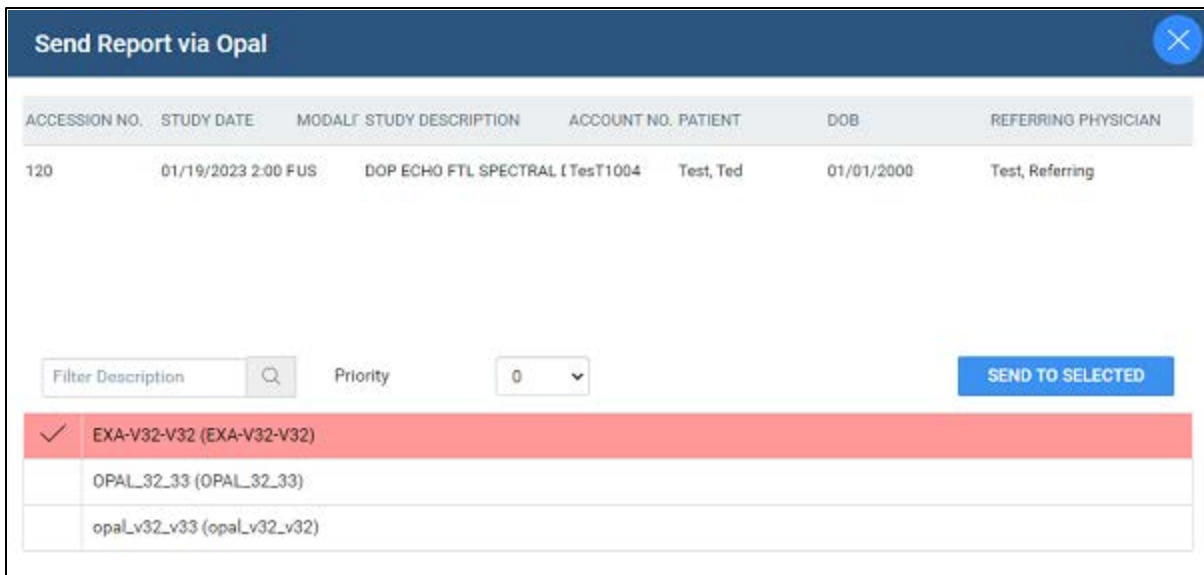 Send Report via Opal
ACCESSION NO. STUDY DATE MODALI STUDY DESCRIPTION ACCOUNT NO. PATIENT DOB REFERRING PHYSICIAN
120 01/19/2023 2:00 F US DOP ECHO FTL SPECTRAL TesT1004 Test, Ted 01/01/2000 Test, Referring
Filter Description Priority 0 SEND TO SELECTED
EXA-V32-V32 (EXA-V32-V32)
OPAL_32_33 (OPAL_32_33)
opal_v32_v33 (opal_v32_v32)